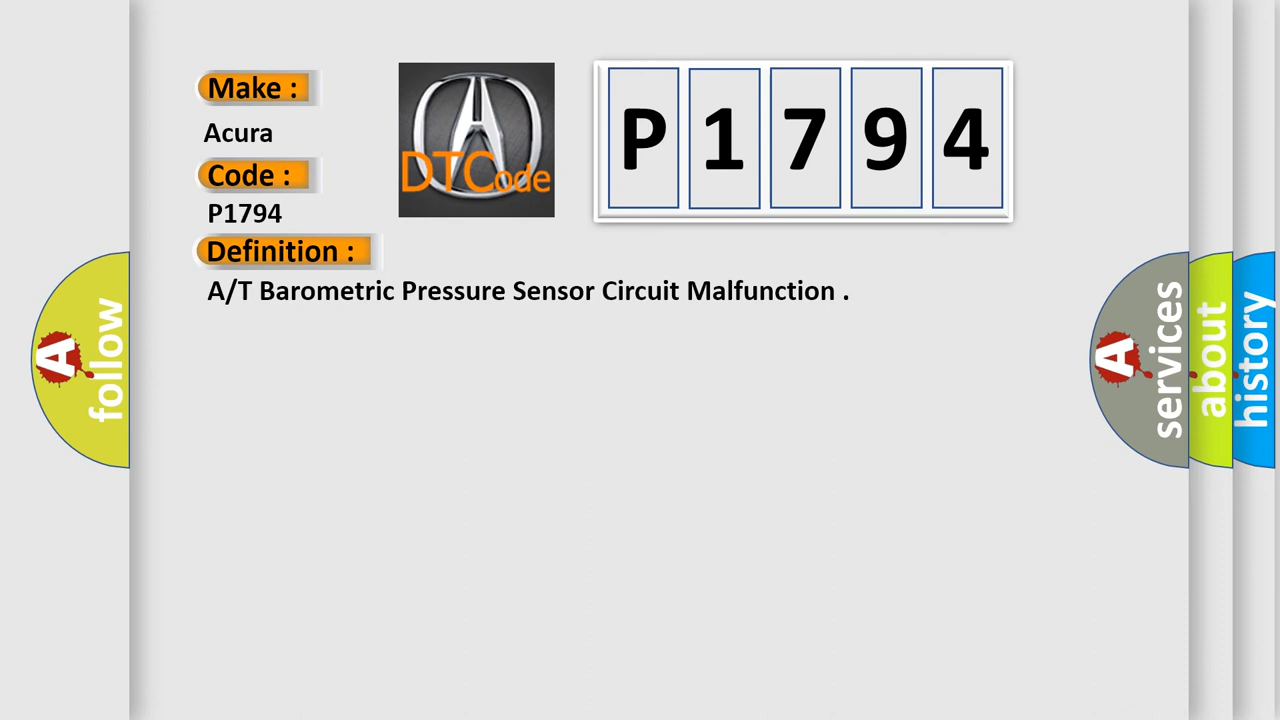 Make :
Acura
Code :
P1794
Definition :
A/T Barometric Pressure Sensor Circuit Malfunction .
DTCode
P 1 7 9 4
A
follow
A
services
about
history